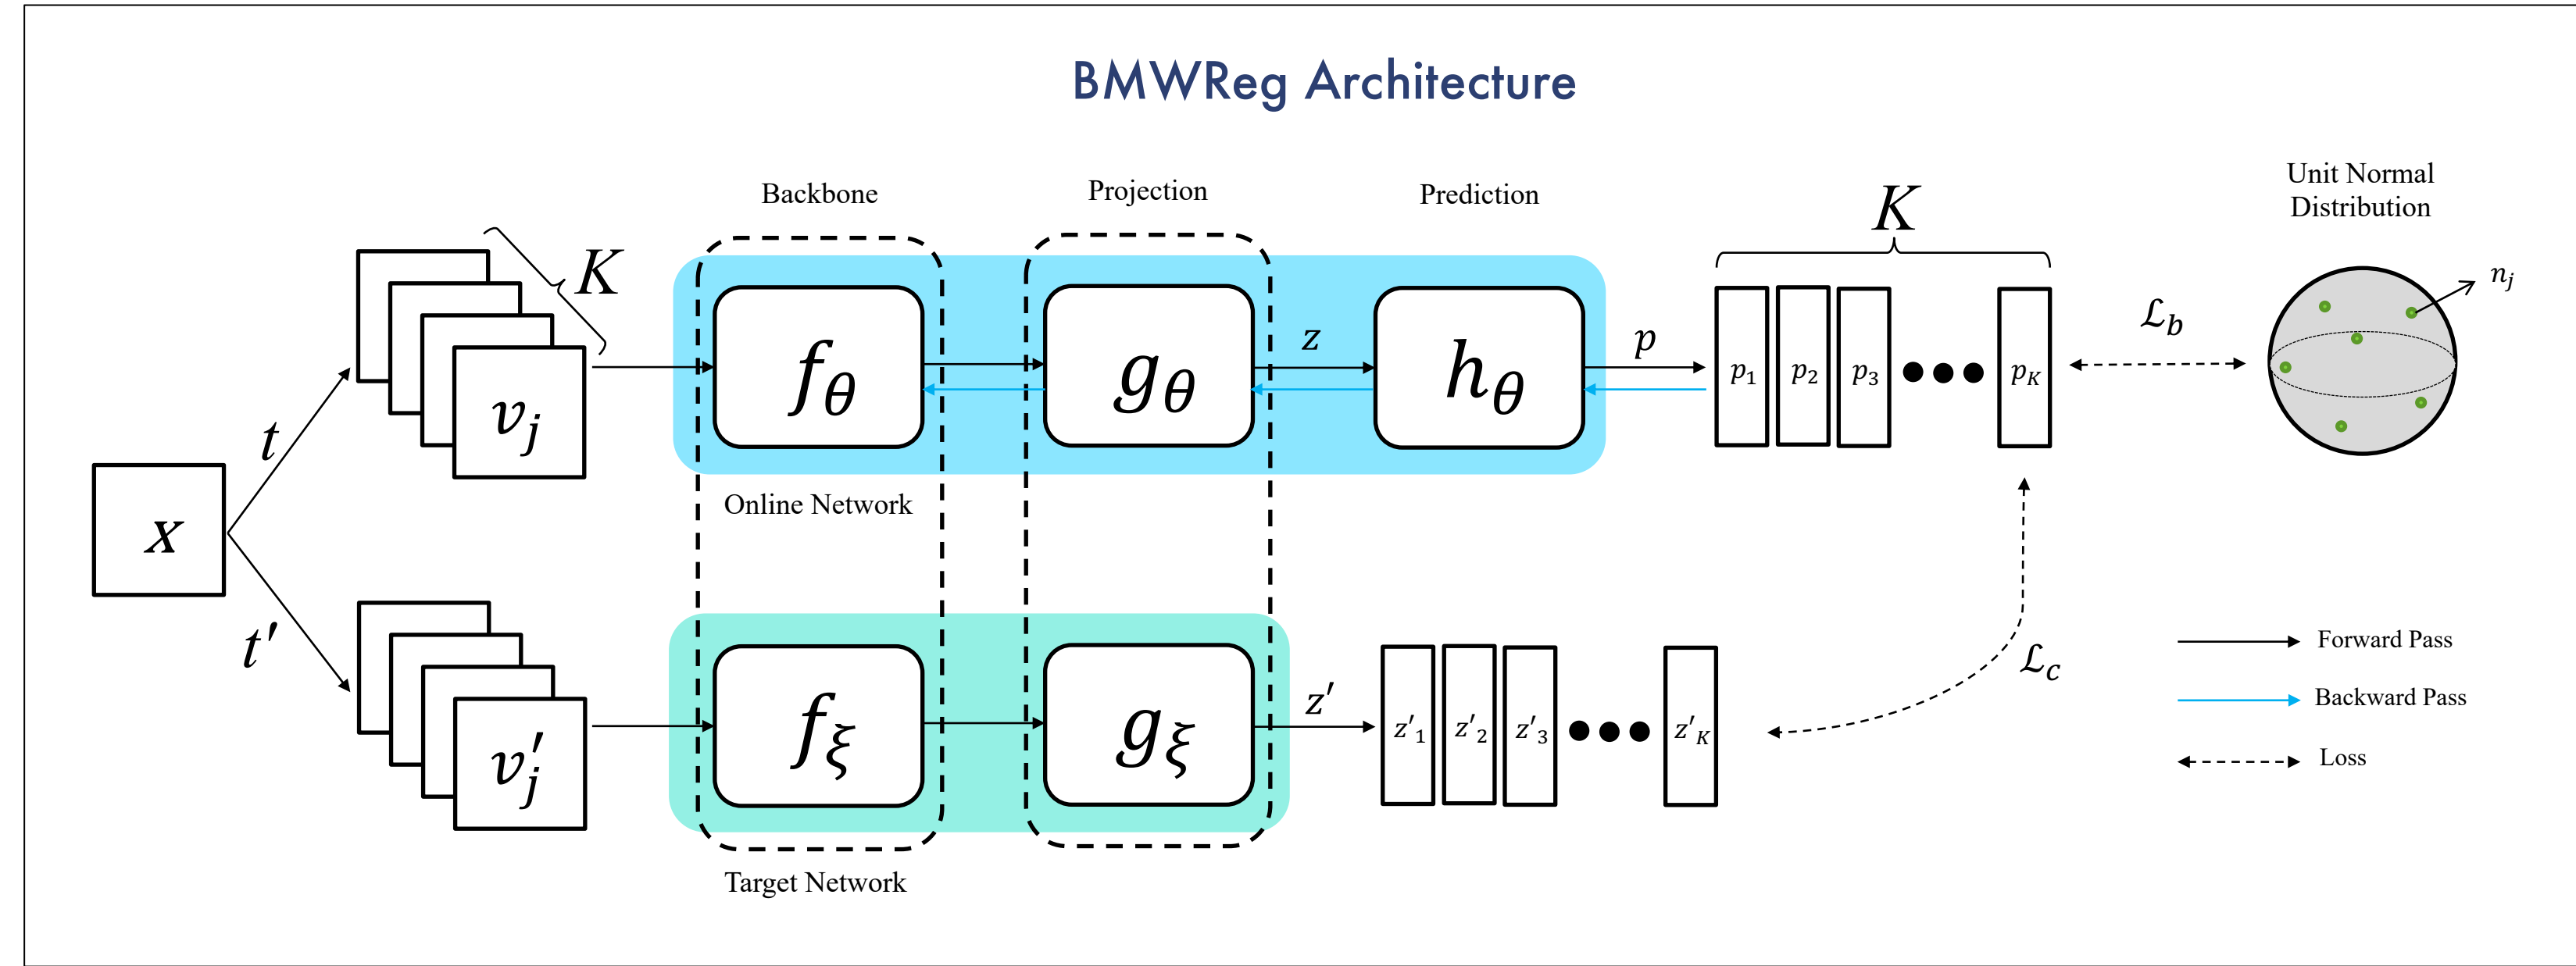 BMWReg Architecture
Backbone
Projection
Prediction
K
Unit Normal
Distribution
K
n_j
t
v_j
f_θ
g_θ
z
h_θ
p
p_1
p_2
p_3
p_K
ℒ_b
x
Online Network
t′
v′_j
f_ξ
g_ξ
z′
z′_1
z′_2
z′_3
z′_K
ℒ_c
Forward Pass
Backward Pass
Loss
Target Network